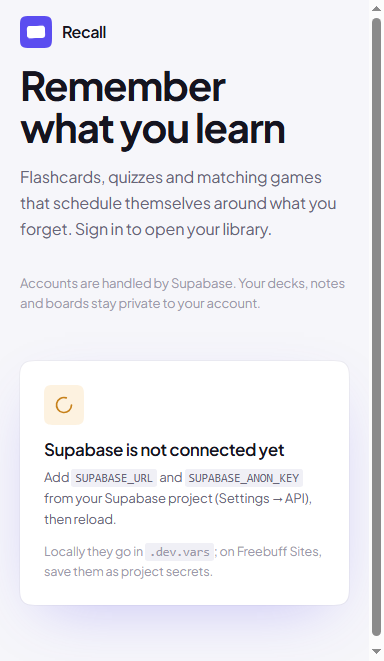 Recall
Remember
what you learn
Flashcards, quizzes and matching games
that schedule themselves around what you
forget. Sign in to open your library.
Accounts are handled by Supabase. Your decks, notes
and boards stay private to your account.
Supabase is not connected yet
Add SUPABASE_URL and SUPABASE_ANON_KEY
from your Supabase project (Settings → API),
then reload.
Locally they go in .dev.vars; on Freebuff Sites,
save them as project secrets.